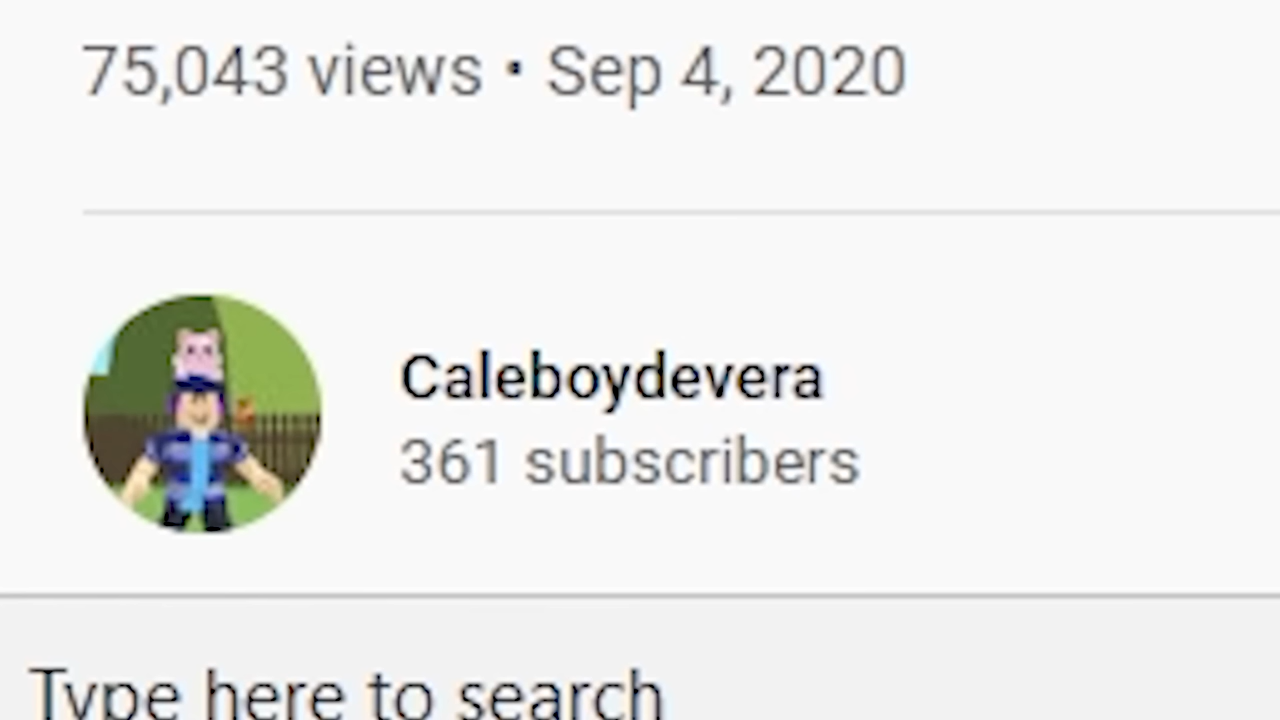 75,043 views • Sep 4, 2020
Caleboydevera
361 subscribers
Type here to search